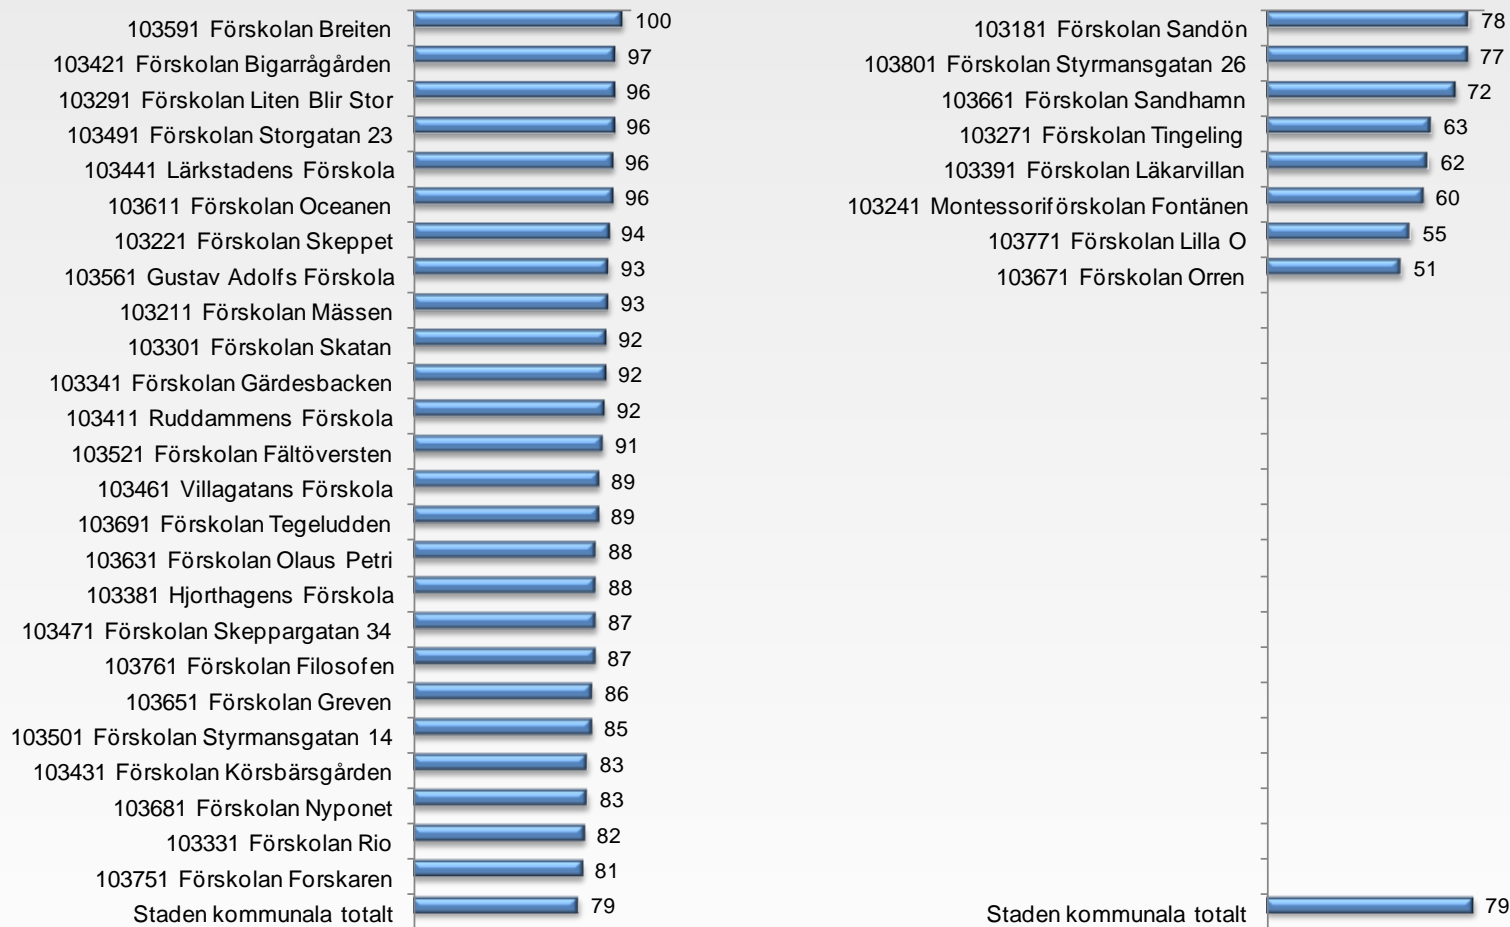 103591 Förskolan Breiten 100
103421 Förskolan Bigarrågården 97
103291 Förskolan Liten Blir Stor 96
103491 Förskolan Storgatan 23 96
103441 Lärkstadens Förskola 96
103611 Förskolan Oceanen 96
103221 Förskolan Skeppet 94
103561 Gustav Adolfs Förskola 93
103211 Förskolan Mässen 93
103301 Förskolan Skatan 92
103341 Förskolan Gärdesbacken 92
103411 Ruddammens Förskola 92
103521 Förskolan Fältöversten 91
103461 Villagatans Förskola 89
103691 Förskolan Tegeludden 89
103631 Förskolan Olaus Petri 88
103381 Hjorthagens Förskola 88
103471 Förskolan Skeppargatan 34 87
103761 Förskolan Filosofen 87
103651 Förskolan Greven 86
103501 Förskolan Styrmansgatan 14 85
103431 Förskolan Körsbärsgården 83
103681 Förskolan Nyponet 83
103331 Förskolan Rio 82
103751 Förskolan Forskaren 81
Staden kommunala totalt 79
103181 Förskolan Sandön 78
103801 Förskolan Styrmansgatan 26 77
103661 Förskolan Sandhamn 72
103271 Förskolan Tingeling 63
103391 Förskolan Läkarvillan 62
103241 Montessoriförskolan Fontänen 60
103771 Förskolan Lilla O 55
103671 Förskolan Orren 51
Staden kommunala totalt 79